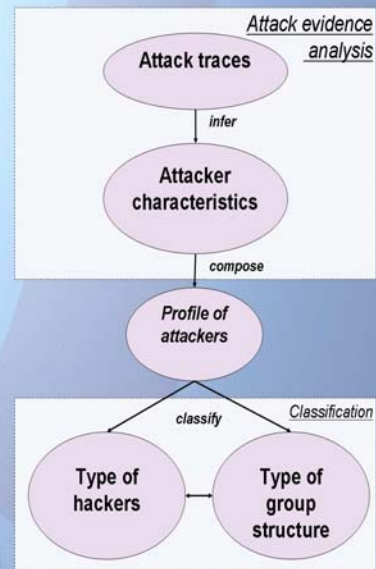 Attack evidence
analysis
Attack traces
infer
Attacker
characteristics
compose
Profile of
attackers
classify
Classification
Type of
hackers
Type of
group
structure